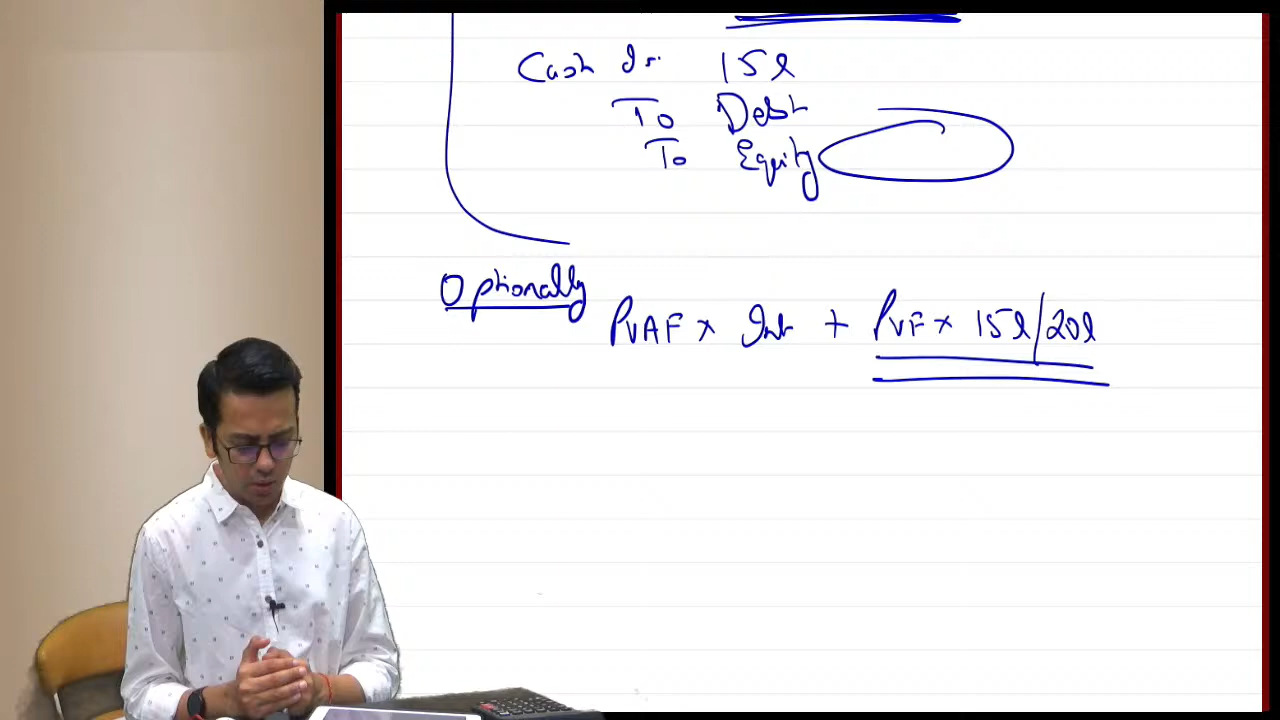 Cash Dr. 15l
To Debt
To Equity
Optionally
PVAF × Int + PVF × 15l/20l